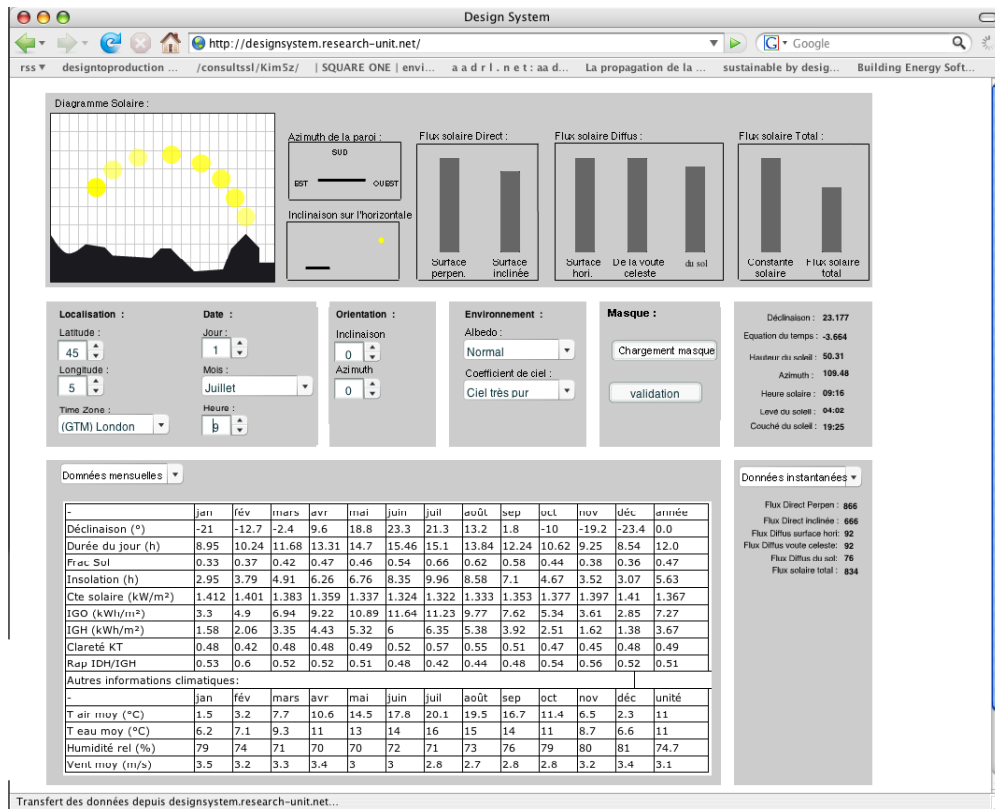 Design System
http://designsystem.research-unit.net/
G Google
rss designtoproduction ... /consultssl/Kim5z/ | SQUARE ONE | envi... a a d r l . n e t : aa d... La propagation de la ... sustainable by desig... Building Energy Soft...
Diagramme Solaire :
Azimuth de la paroi :
SUD
EST OUEST
Inclinaison sur l'horizontale
Flux solaire Direct :
Surface perpen.
Surface inclinée
Flux solaire Diffus :
Surface hori.
De la voute celeste
du sol
Flux solaire Total :
Constante solaire
Flux solaire total
Localisation :
Latitude :
45
Longitude :
5
Time Zone :
(GTM) London
Date :
Jour :
1
Mois :
Juillet
Heure :
9
Orientation :
Inclinaison
0
Azimuth
0
Environnement :
Albedo :
Normal
Coefficient de ciel :
Ciel très pur
Masque :
Chargement masque
validation
Déclinaison : 23.177
Equation du temps : -3.664
Hauteur du soleil : 50.31
Azimuth : 109.48
Heure solaire : 09:16
Levé du soleil : 04:02
Couché du soleil : 19:25
Données mensuelles
- jan fév mars avr mai juin juil août sep oct nov déc année
Déclinaison (°) -21 -12.7 -2.4 9.6 18.8 23.3 21.3 13.2 1.8 -10 -19.2 -23.4 0.0
Durée du jour (h) 8.95 10.24 11.68 13.31 14.7 15.46 15.1 13.84 12.24 10.62 9.25 8.54 12.0
Frac Sol 0.33 0.37 0.42 0.47 0.46 0.54 0.66 0.62 0.58 0.44 0.38 0.36 0.47
Insolation (h) 2.95 3.79 4.91 6.26 6.76 8.35 9.96 8.58 7.1 4.67 3.52 3.07 5.63
Cte solaire (kW/m²) 1.412 1.401 1.383 1.359 1.337 1.324 1.322 1.333 1.353 1.377 1.397 1.41 1.367
IGO (kWh/m²) 3.3 4.9 6.94 9.22 10.89 11.64 11.23 9.77 7.62 5.34 3.61 2.85 7.27
IGH (kWh/m²) 1.58 2.06 3.35 4.43 5.32 6 6.35 5.38 3.92 2.51 1.62 1.38 3.67
Clareté KT 0.48 0.42 0.48 0.48 0.49 0.52 0.57 0.55 0.51 0.47 0.45 0.48 0.49
Rap IDH/IGH 0.53 0.6 0.52 0.52 0.51 0.48 0.42 0.44 0.48 0.54 0.56 0.52 0.51
Autres informations climatiques:
- jan fév mars avr mai juin juil août sep oct nov déc unité
T air moy (°C) 1.5 3.2 7.7 10.6 14.5 17.8 20.1 19.5 16.7 11.4 6.5 2.3 11
T eau moy (°C) 6.2 7.1 9.3 11 13 14 16 15 14 11 8.7 6.6 11
Humidité rel (%) 79 74 71 70 70 72 71 73 76 79 80 81 74.7
Vent moy (m/s) 3.5 3.2 3.3 3.4 3 3 2.8 2.7 2.8 2.8 3.2 3.4 3.1
Données instantanées
Flux Direct Perpen : 866
Flux Direct inclinée : 666
Flux Diffus surface hori: 92
Flux Diffus voute celeste: 92
Flux Diffus du sol: 76
Flux solaire total : 834
Transfert des données depuis designsystem.research-unit.net...